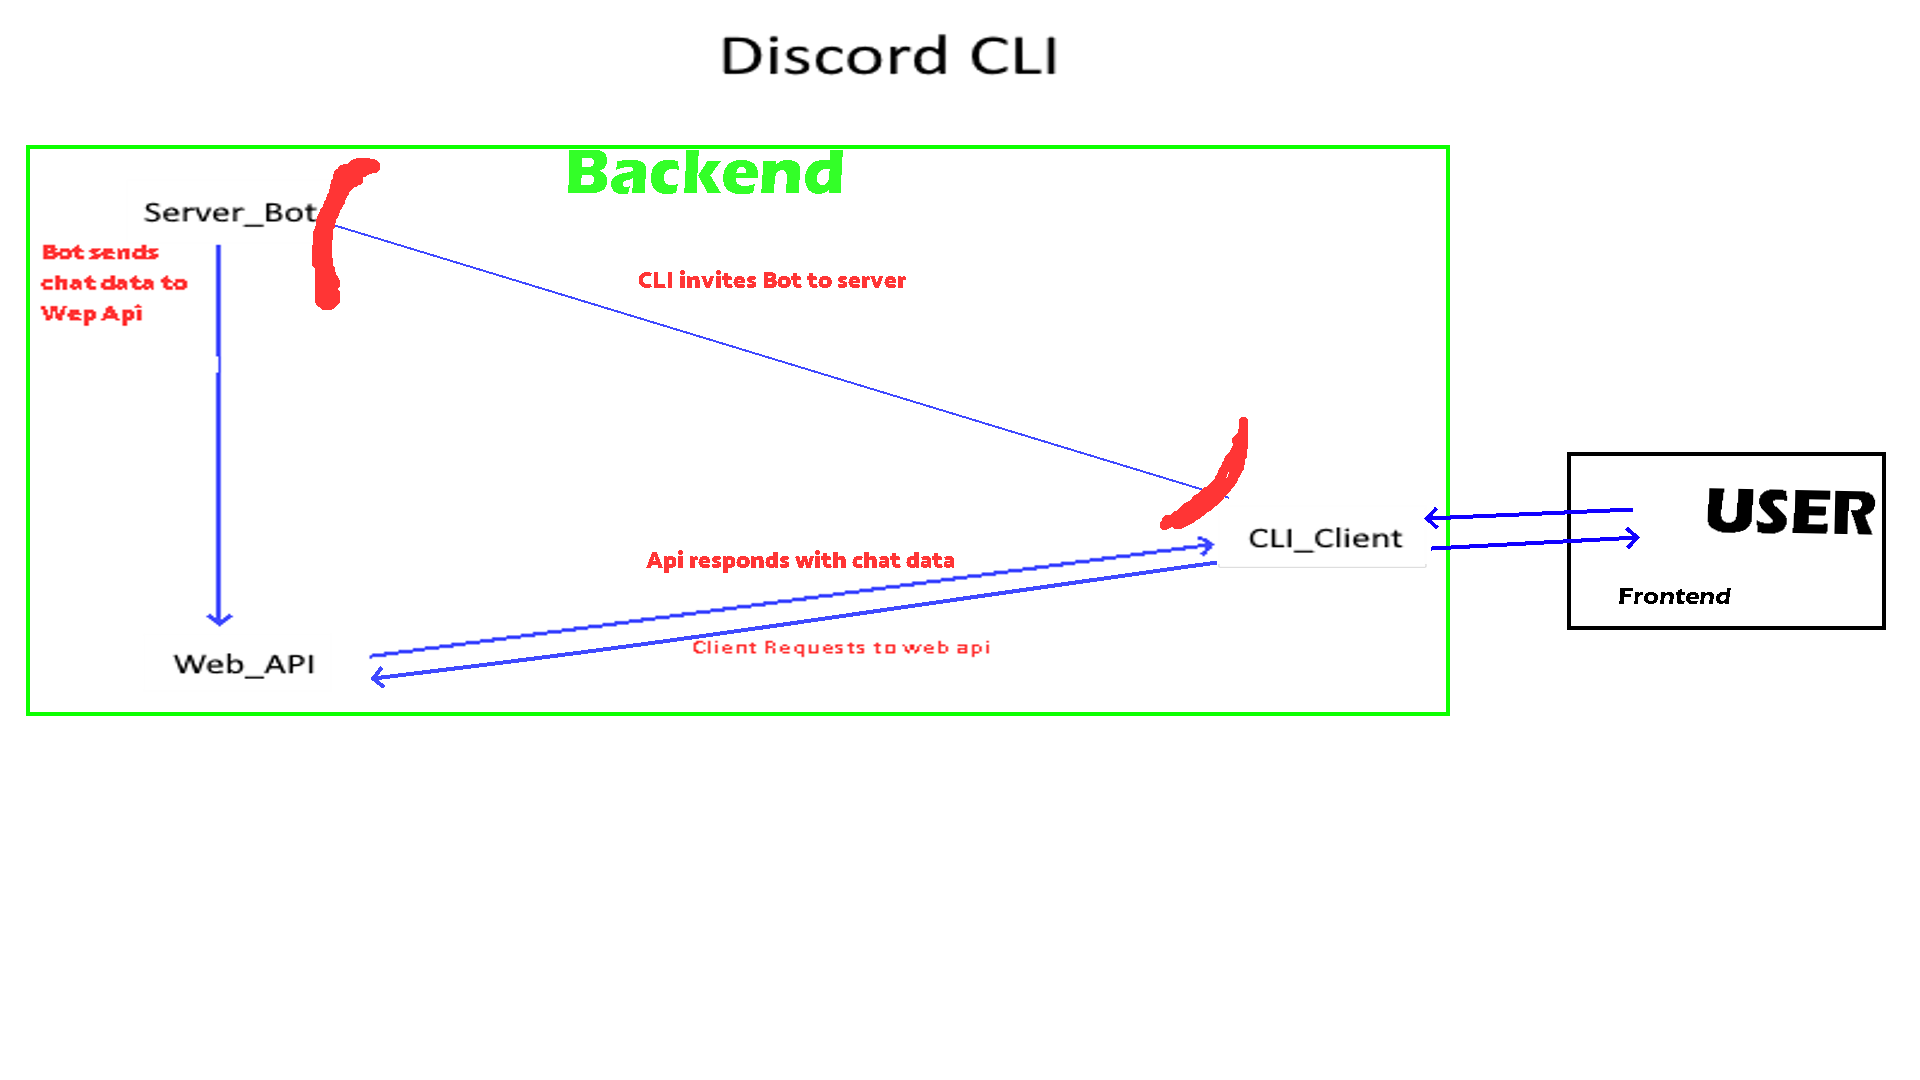 Discord CLI
Backend
Server_Bot
Bot sends
chat data to
Wep Api
CLI invites Bot to server
USER
CLI_Client
Api responds with chat data
Frontend
Client Requests to web api
Web_API